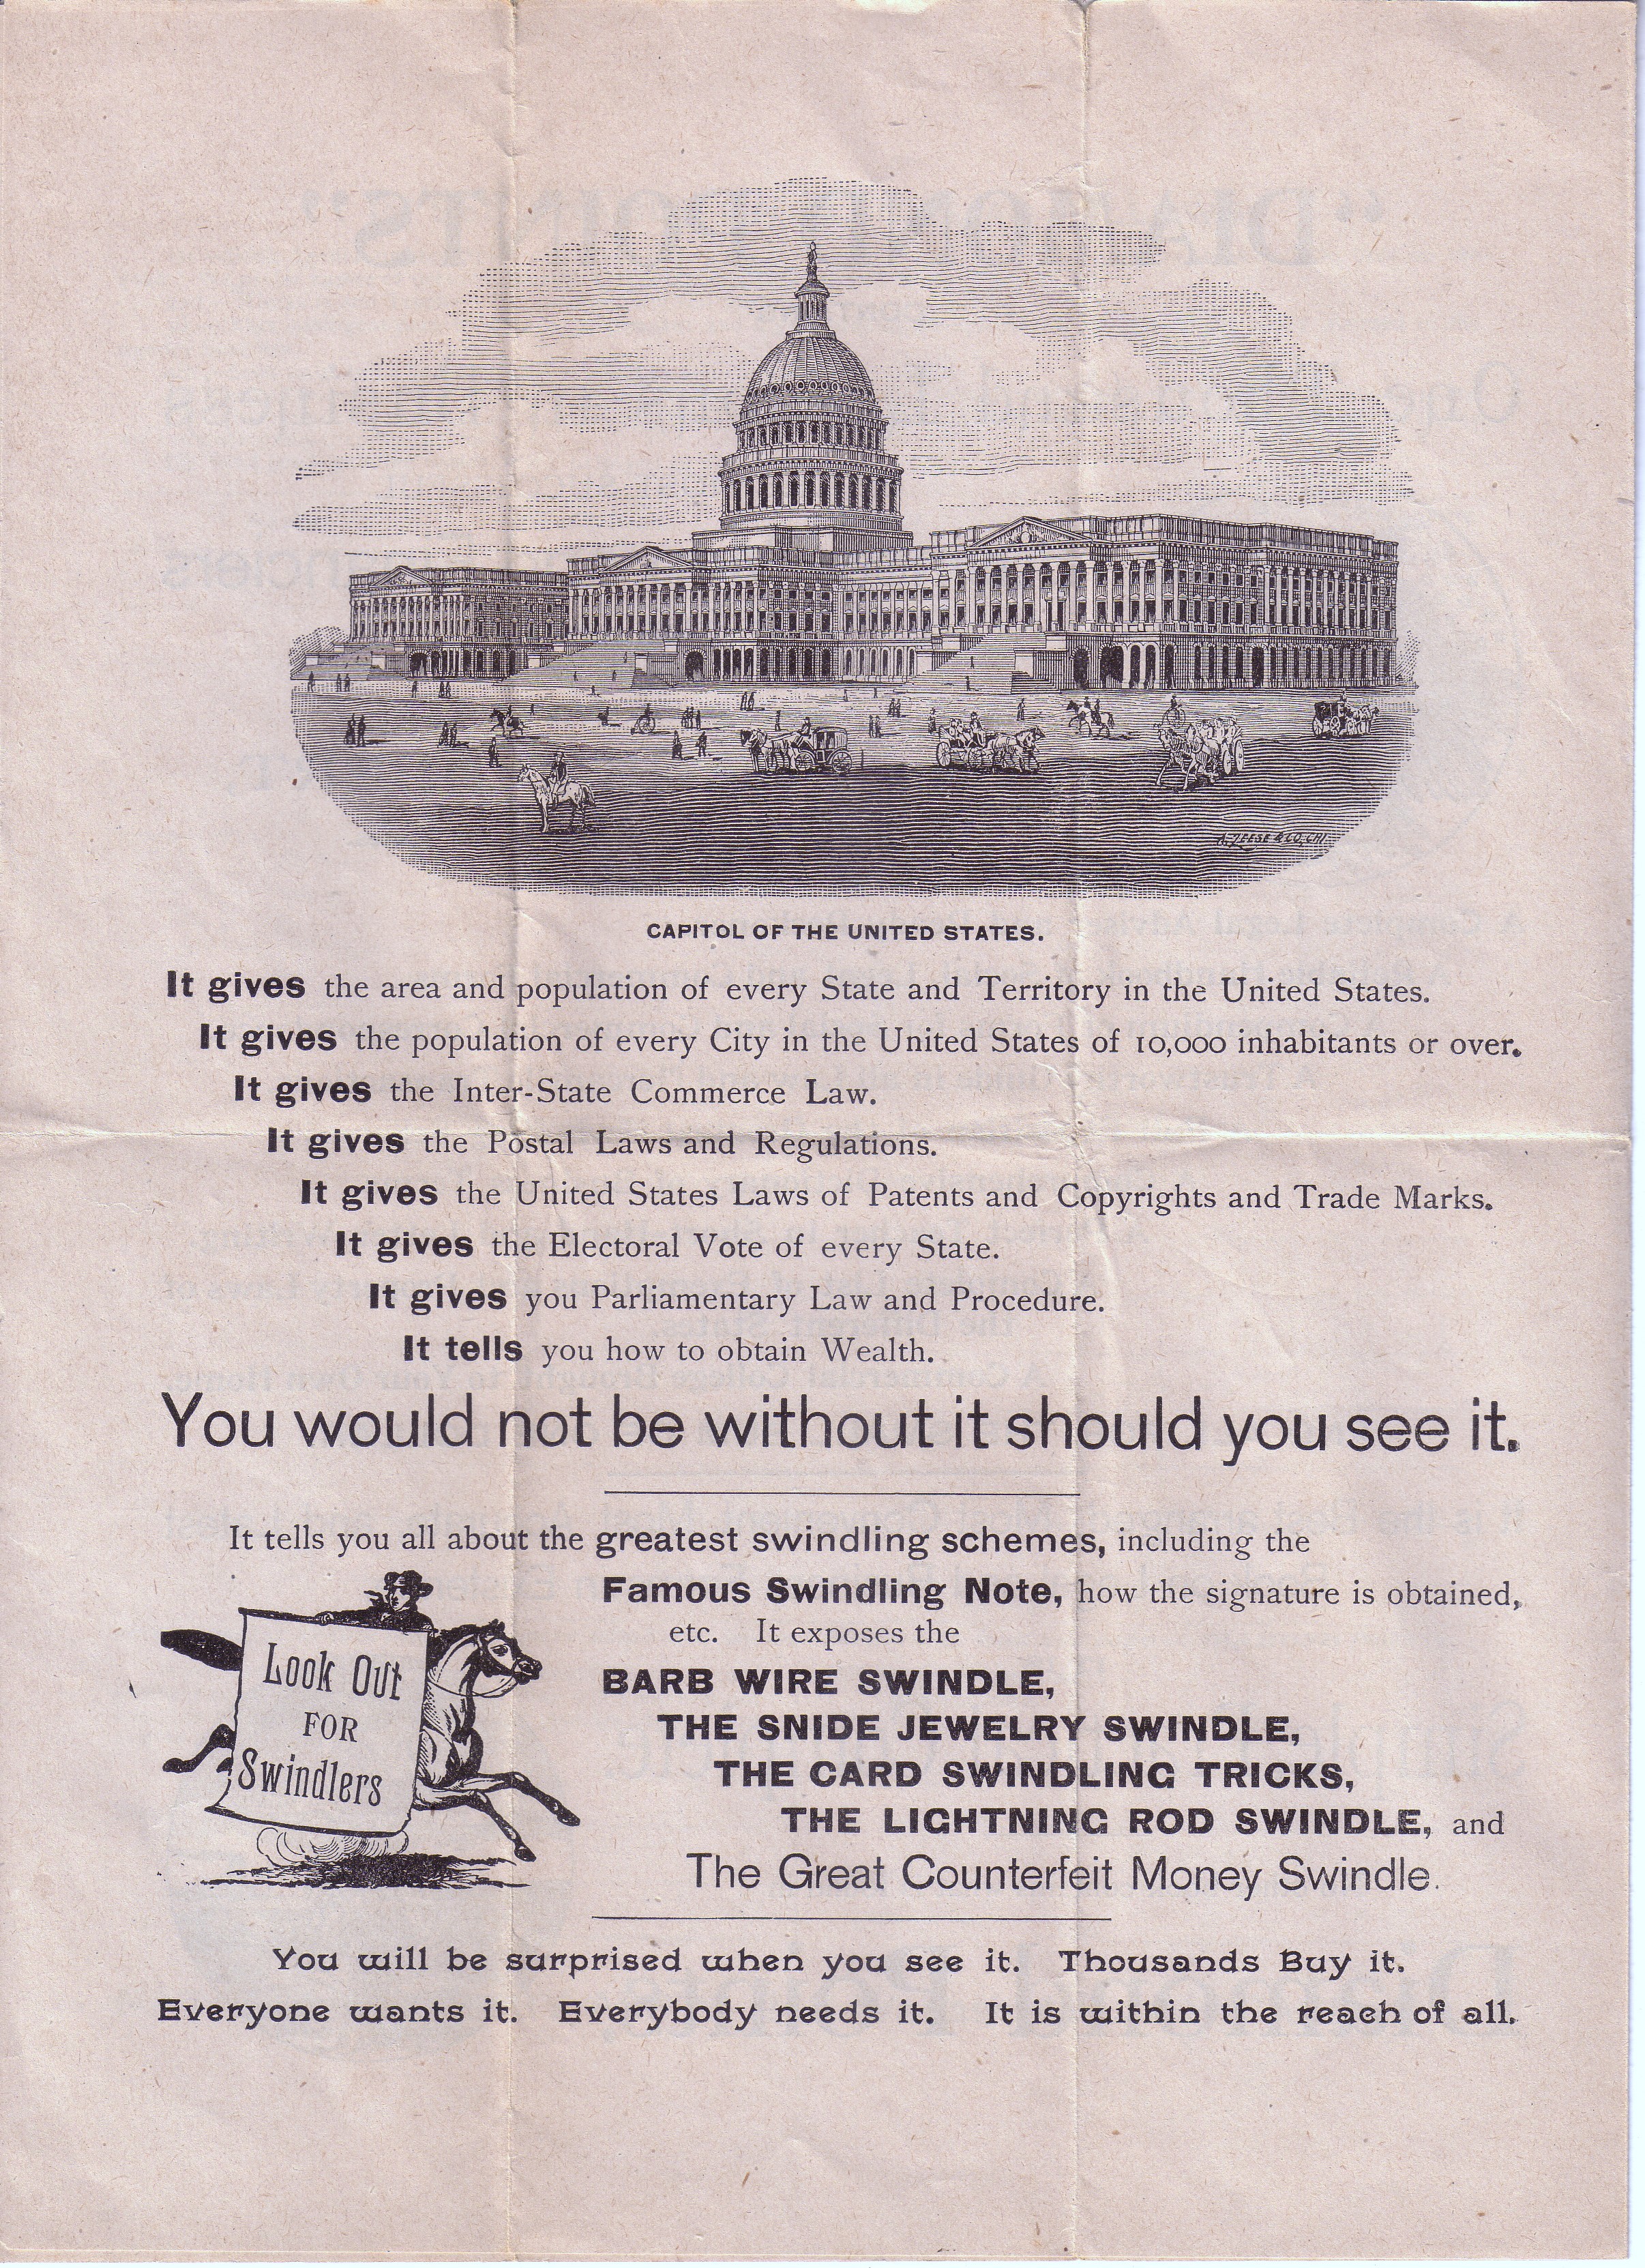 A. ZEESE & CO, CHI
CAPITOL OF THE UNITED STATES.
It gives the area and population of every State and Territory in the United States.
It gives the population of every City in the United States of 10,000 inhabitants or over.
It gives the Inter-State Commerce Law.
It gives the Postal Laws and Regulations.
It gives the United States Laws of Patents and Copyrights and Trade Marks.
It gives the Electoral Vote of every State.
It gives you Parliamentary Law and Procedure.
It tells you how to obtain Wealth.
You would not be without it should you see it.
It tells you all about the greatest swindling schemes, including the
Famous Swindling Note, how the signature is obtained,
etc. It exposes the
BARB WIRE SWINDLE,
THE SNIDE JEWELRY SWINDLE,
THE CARD SWINDLING TRICKS,
THE LIGHTNING ROD SWINDLE, and
The Great Counterfeit Money Swindle.
Look Out
FOR
Swindlers
You will be surprised when you see it. Thousands Buy it.
Everyone wants it. Everybody needs it. It is within the reach of all.